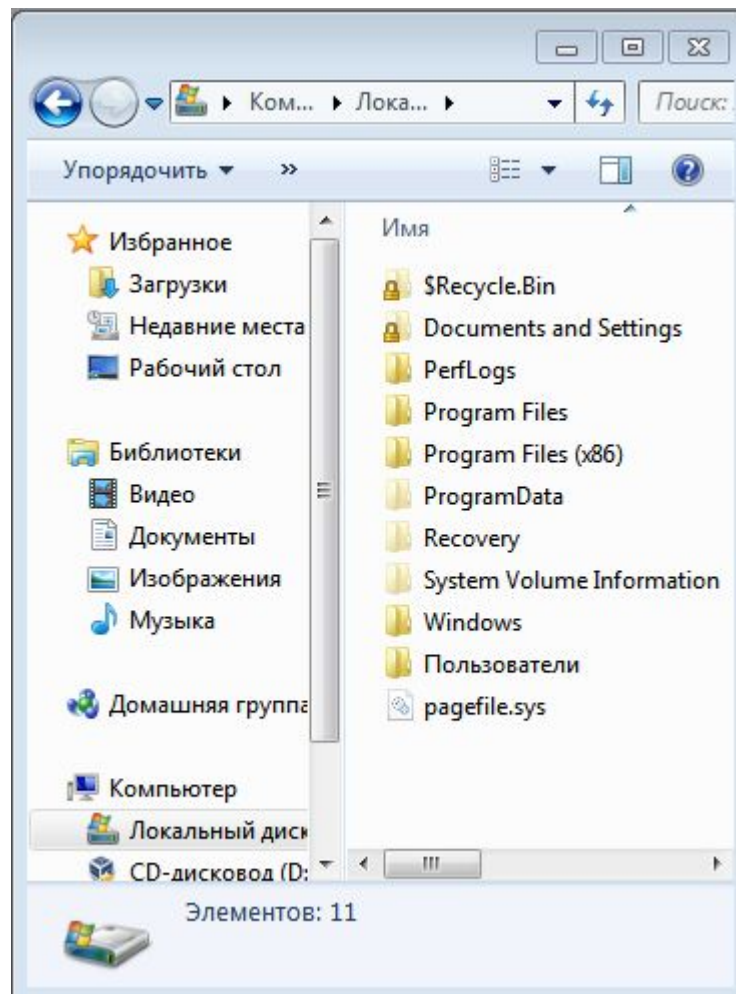 Ком... Лока... Поиск:
Упорядочить »
Избранное
Загрузки
Недавние места
Рабочий стол
Библиотеки
Видео
Документы
Изображения
Музыка
Домашняя группа
Компьютер
Локальный диск
CD-дисковод (D:
Имя
$Recycle.Bin
Documents and Settings
PerfLogs
Program Files
Program Files (x86)
ProgramData
Recovery
System Volume Information
Windows
Пользователи
pagefile.sys
Элементов: 11